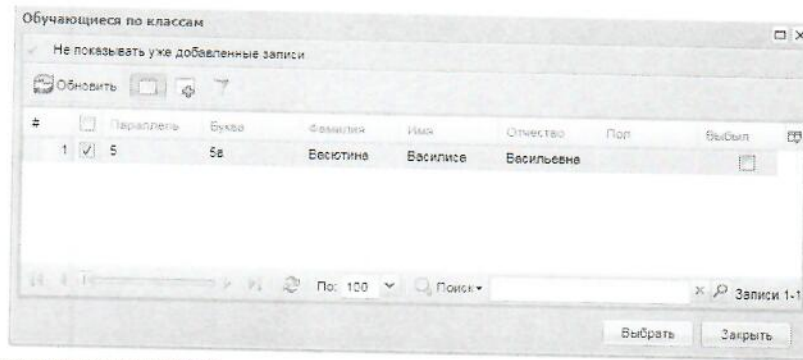 Обучающиеся по классам
Не показывать уже добавленные записи
Обновить
# Параллель Буква Фамилия Имя Отчество Пол Выбыл
1 5 5в Васютина Василиса Васильевна
По: 100 Поиск Записи 1-1
Выбрать Закрыть